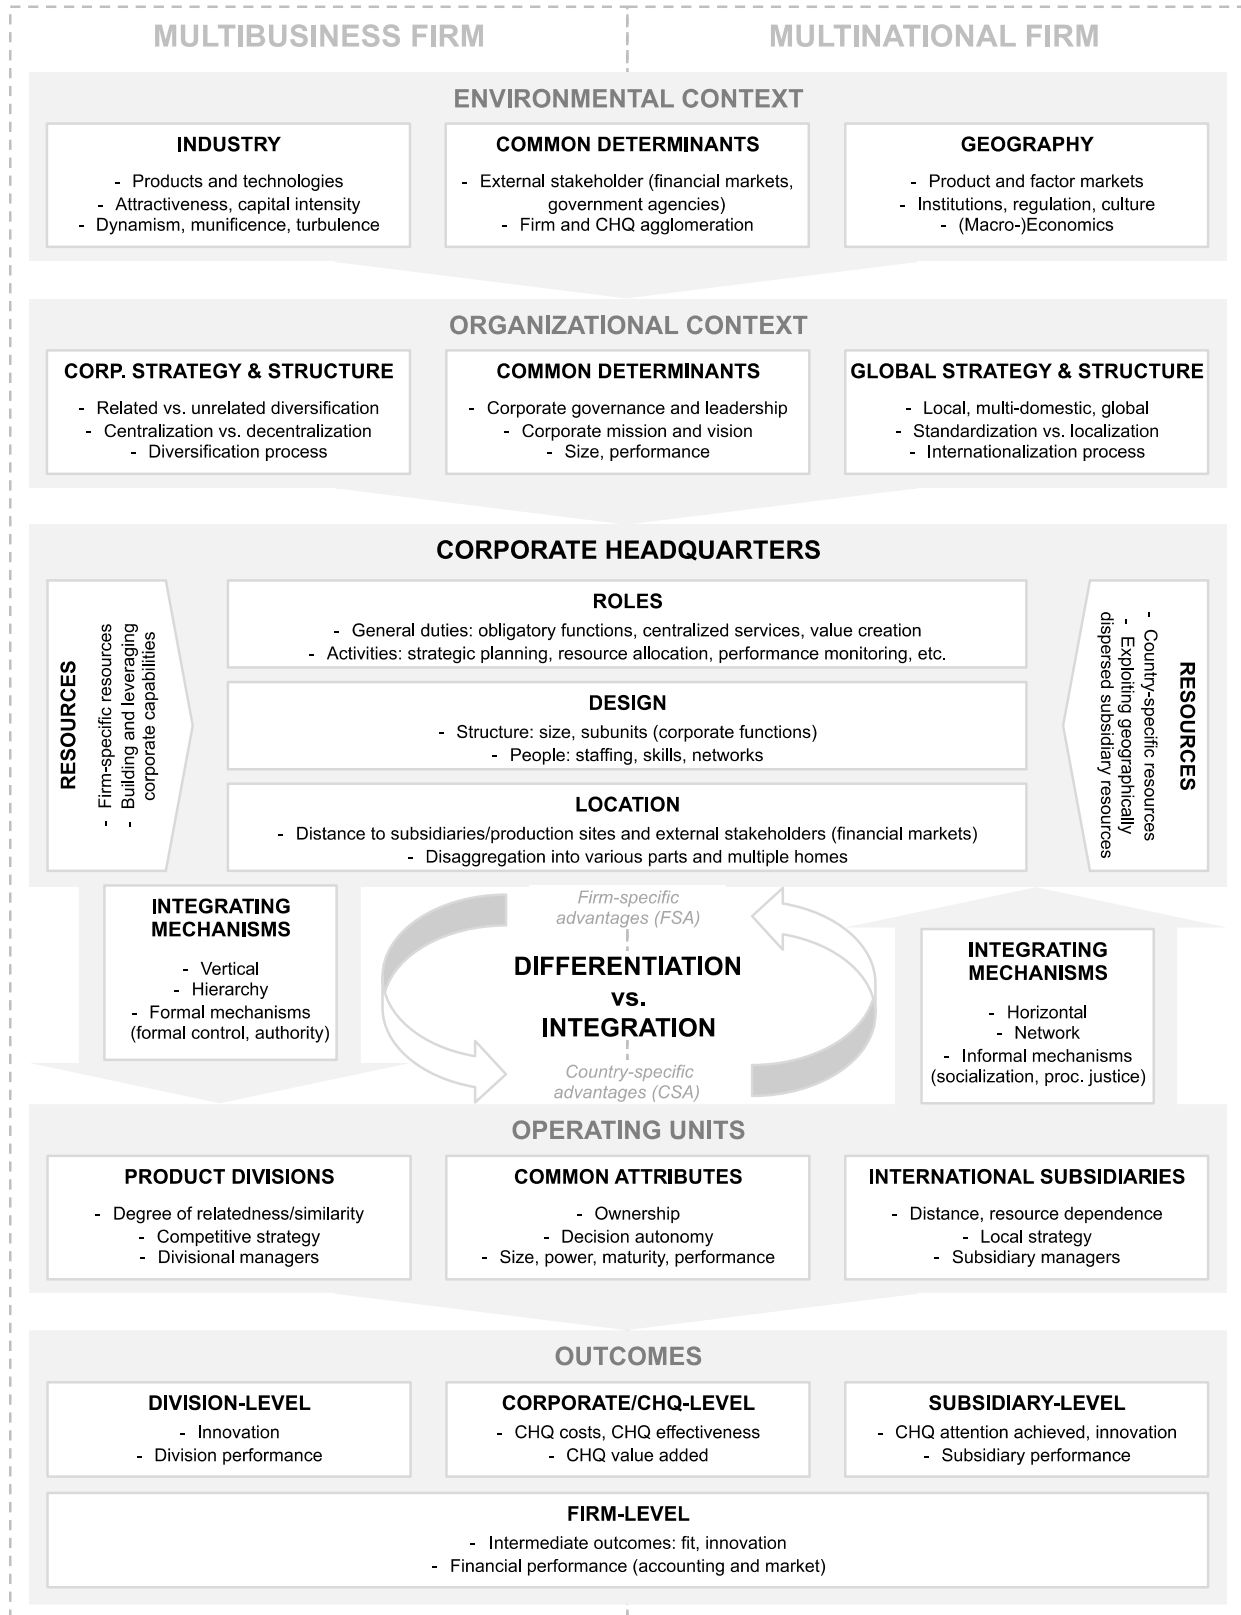 MULTIBUSINESS FIRM
MULTINATIONAL FIRM
ENVIRONMENTAL CONTEXT
INDUSTRY
- Products and technologies
- Attractiveness, capital intensity
- Dynamism, munificence, turbulence
COMMON DETERMINANTS
- External stakeholder (financial markets,
government agencies)
- Firm and CHQ agglomeration
GEOGRAPHY
- Product and factor markets
- Institutions, regulation, culture
- (Macro-)Economics
ORGANIZATIONAL CONTEXT
CORP. STRATEGY & STRUCTURE
- Related vs. unrelated diversification
- Centralization vs. decentralization
- Diversification process
COMMON DETERMINANTS
- Corporate governance and leadership
- Corporate mission and vision
- Size, performance
GLOBAL STRATEGY & STRUCTURE
- Local, multi-domestic, global
- Standardization vs. localization
- Internationalization process
CORPORATE HEADQUARTERS
RESOURCES
- Firm-specific resources
- Building and leveraging
corporate capabilities
ROLES
- General duties: obligatory functions, centralized services, value creation
- Activities: strategic planning, resource allocation, performance monitoring, etc.
DESIGN
- Structure: size, subunits (corporate functions)
- People: staffing, skills, networks
LOCATION
- Distance to subsidiaries/production sites and external stakeholders (financial markets)
- Disaggregation into various parts and multiple homes
RESOURCES
- Country-specific resources
- Exploiting geographically
dispersed subsidiary resources
INTEGRATING
MECHANISMS
- Vertical
- Hierarchy
- Formal mechanisms
(formal control, authority)
Firm-specific
advantages (FSA)
DIFFERENTIATION
vs.
INTEGRATION
Country-specific
advantages (CSA)
INTEGRATING
MECHANISMS
- Horizontal
- Network
- Informal mechanisms
(socialization, proc. justice)
OPERATING UNITS
PRODUCT DIVISIONS
- Degree of relatedness/similarity
- Competitive strategy
- Divisional managers
COMMON ATTRIBUTES
- Ownership
- Decision autonomy
- Size, power, maturity, performance
INTERNATIONAL SUBSIDIARIES
- Distance, resource dependence
- Local strategy
- Subsidiary managers
OUTCOMES
DIVISION-LEVEL
- Innovation
- Division performance
CORPORATE/CHQ-LEVEL
- CHQ costs, CHQ effectiveness
- CHQ value added
SUBSIDIARY-LEVEL
- CHQ attention achieved, innovation
- Subsidiary performance
FIRM-LEVEL
- Intermediate outcomes: fit, innovation
- Financial performance (accounting and market)